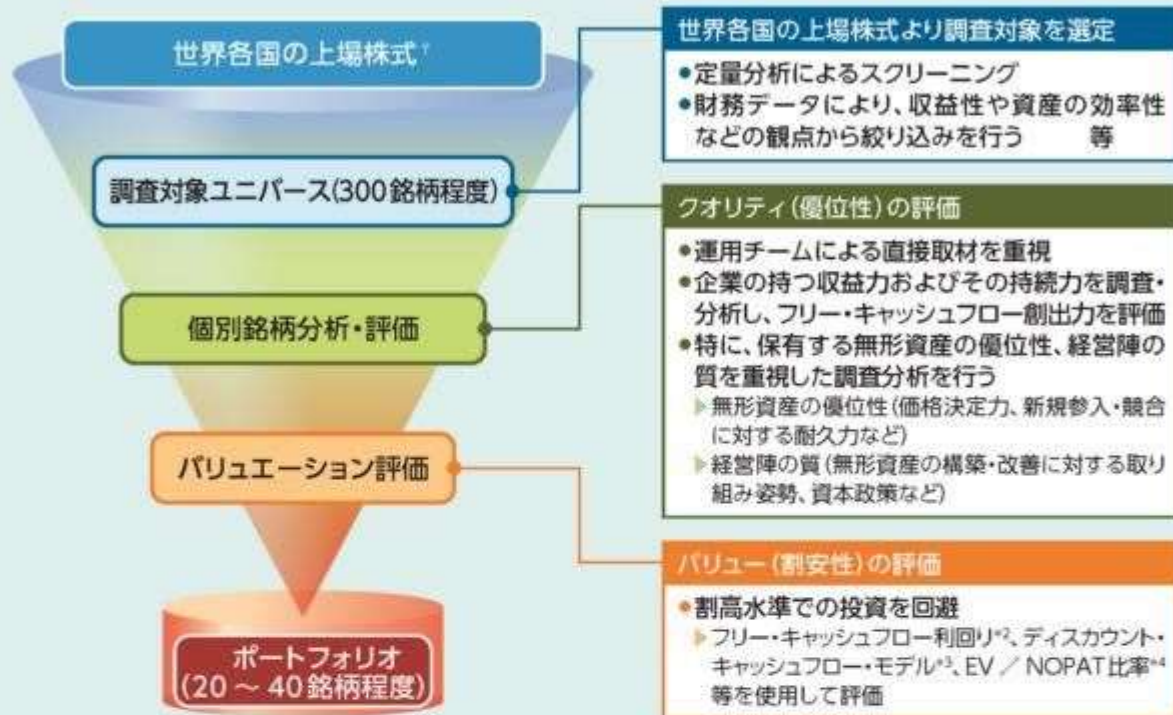 世界各国の上場株式*1
調査対象ユニバース(300銘柄程度)
個別銘柄分析・評価
バリュエーション評価
ポートフォリオ
(20 ～ 40銘柄程度)
世界各国の上場株式より調査対象を選定
●定量分析によるスクリーニング
●財務データにより、収益性や資産の効率性
などの観点から絞り込みを行う 等
クオリティ(優位性)の評価
●運用チームによる直接取材を重視
●企業の持つ収益力およびその持続力を調査・
分析し、フリー・キャッシュフロー創出力を評価
●特に、保有する無形資産の優位性、経営陣の
質を重視した調査分析を行う
▶無形資産の優位性(価格決定力、新規参入・競合
に対する耐久力など)
▶経営陣の質(無形資産の構築・改善に対する取り
組み姿勢、資本政策など)
バリュー(割安性)の評価
●割高水準での投資を回避
▶フリー・キャッシュフロー利回り*2、ディスカウント・
キャッシュフロー・モデル*3、EV ／ NOPAT比率*4
等を使用して評価